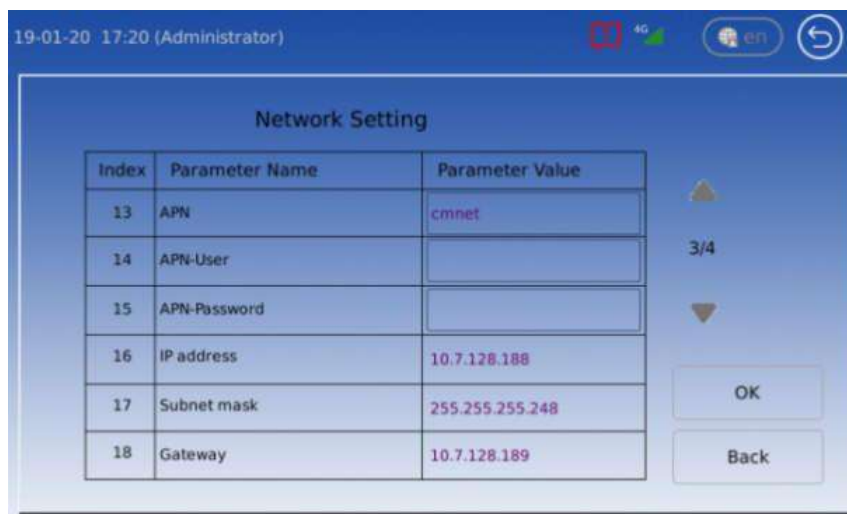 19-01-20 17:20 (Administrator) 4G en
Network Setting
Index Parameter Name Parameter Value
13 APN cmnet
14 APN-User
15 APN-Password
16 IP address 10.7.128.188
17 Subnet mask 255.255.255.248
18 Gateway 10.7.128.189
3/4
OK
Back